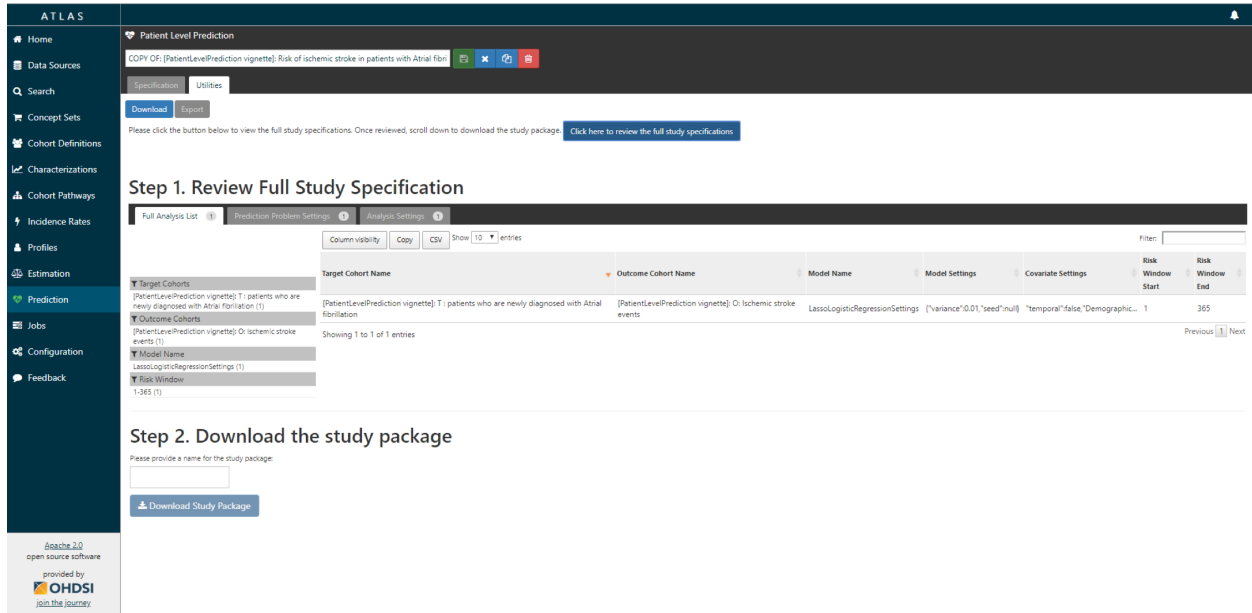 ATLAS
Home
Data Sources
Search
Concept Sets
Cohort Definitions
Characterizations
Cohort Pathways
Incidence Rates
Profiles
Estimation
Prediction
Jobs
Configuration
Feedback
Apache 2.0
open source software
provided by
OHDSI
join the journey
Patient Level Prediction
COPY OF: [PatientLevelPrediction vignette]: Risk of ischemic stroke in patients with Atrial fibri
Specification Utilities
Download Export
Please click the button below to view the full study specifications. Once reviewed, scroll down to download the study package. Click here to review the full study specifications
Step 1. Review Full Study Specification
Full Analysis List 1 Prediction Problem Settings 1 Analysis Settings 1
Column visibility Copy CSV Show 10 entries Filter:
Target Cohorts
[PatientLevelPrediction vignette]: T : patients who are
newly diagnosed with Atrial fibrillation (1)
Outcome Cohorts
[PatientLevelPrediction vignette]: O: Ischemic stroke
events (1)
Model Name
LassoLogisticRegressionSettings (1)
Risk Window
1-365 (1)
Target Cohort Name Outcome Cohort Name Model Name Model Settings Covariate Settings Risk Window Start Risk Window End
[PatientLevelPrediction vignette]: T : patients who are newly diagnosed with Atrial
fibrillation
[PatientLevelPrediction vignette]: O: Ischemic stroke
events
LassoLogisticRegressionSettings {"variance":0.01,"seed":null} "temporal":false,"Demographic... 1 365
Showing 1 to 1 of 1 entries Previous 1 Next
Step 2. Download the study package
Please provide a name for the study package:
Download Study Package